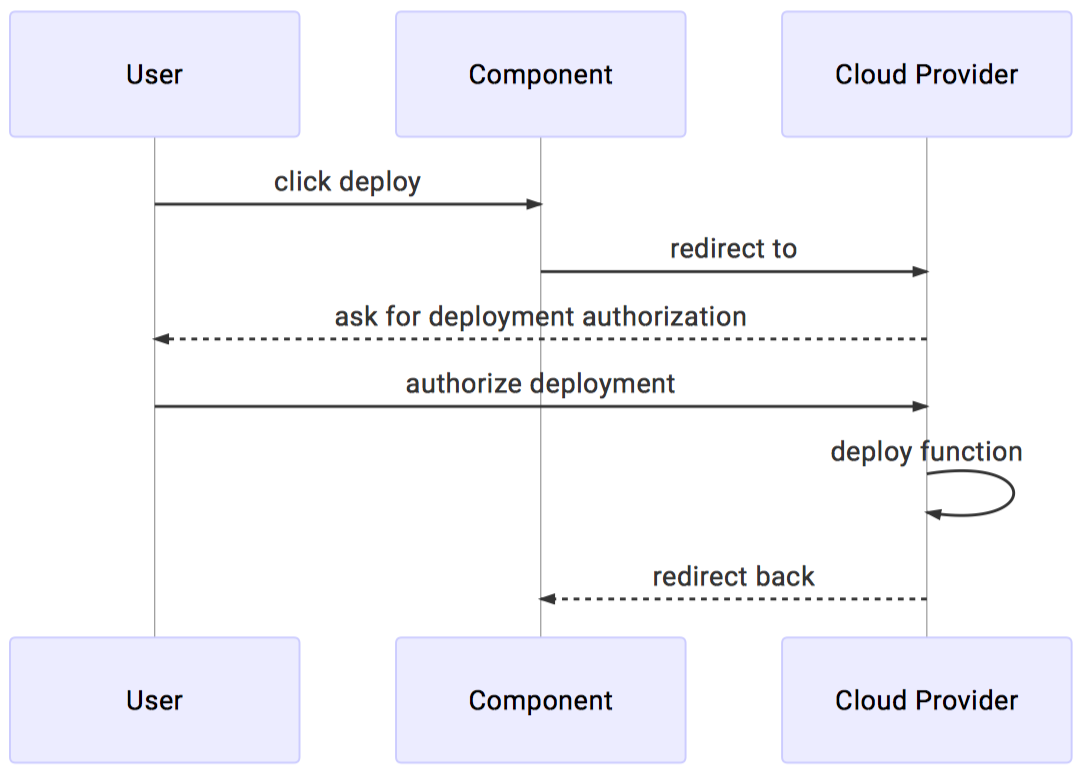 User
Component
Cloud Provider
click deploy
redirect to
ask for deployment authorization
authorize deployment
deploy function
redirect back
User
Component
Cloud Provider